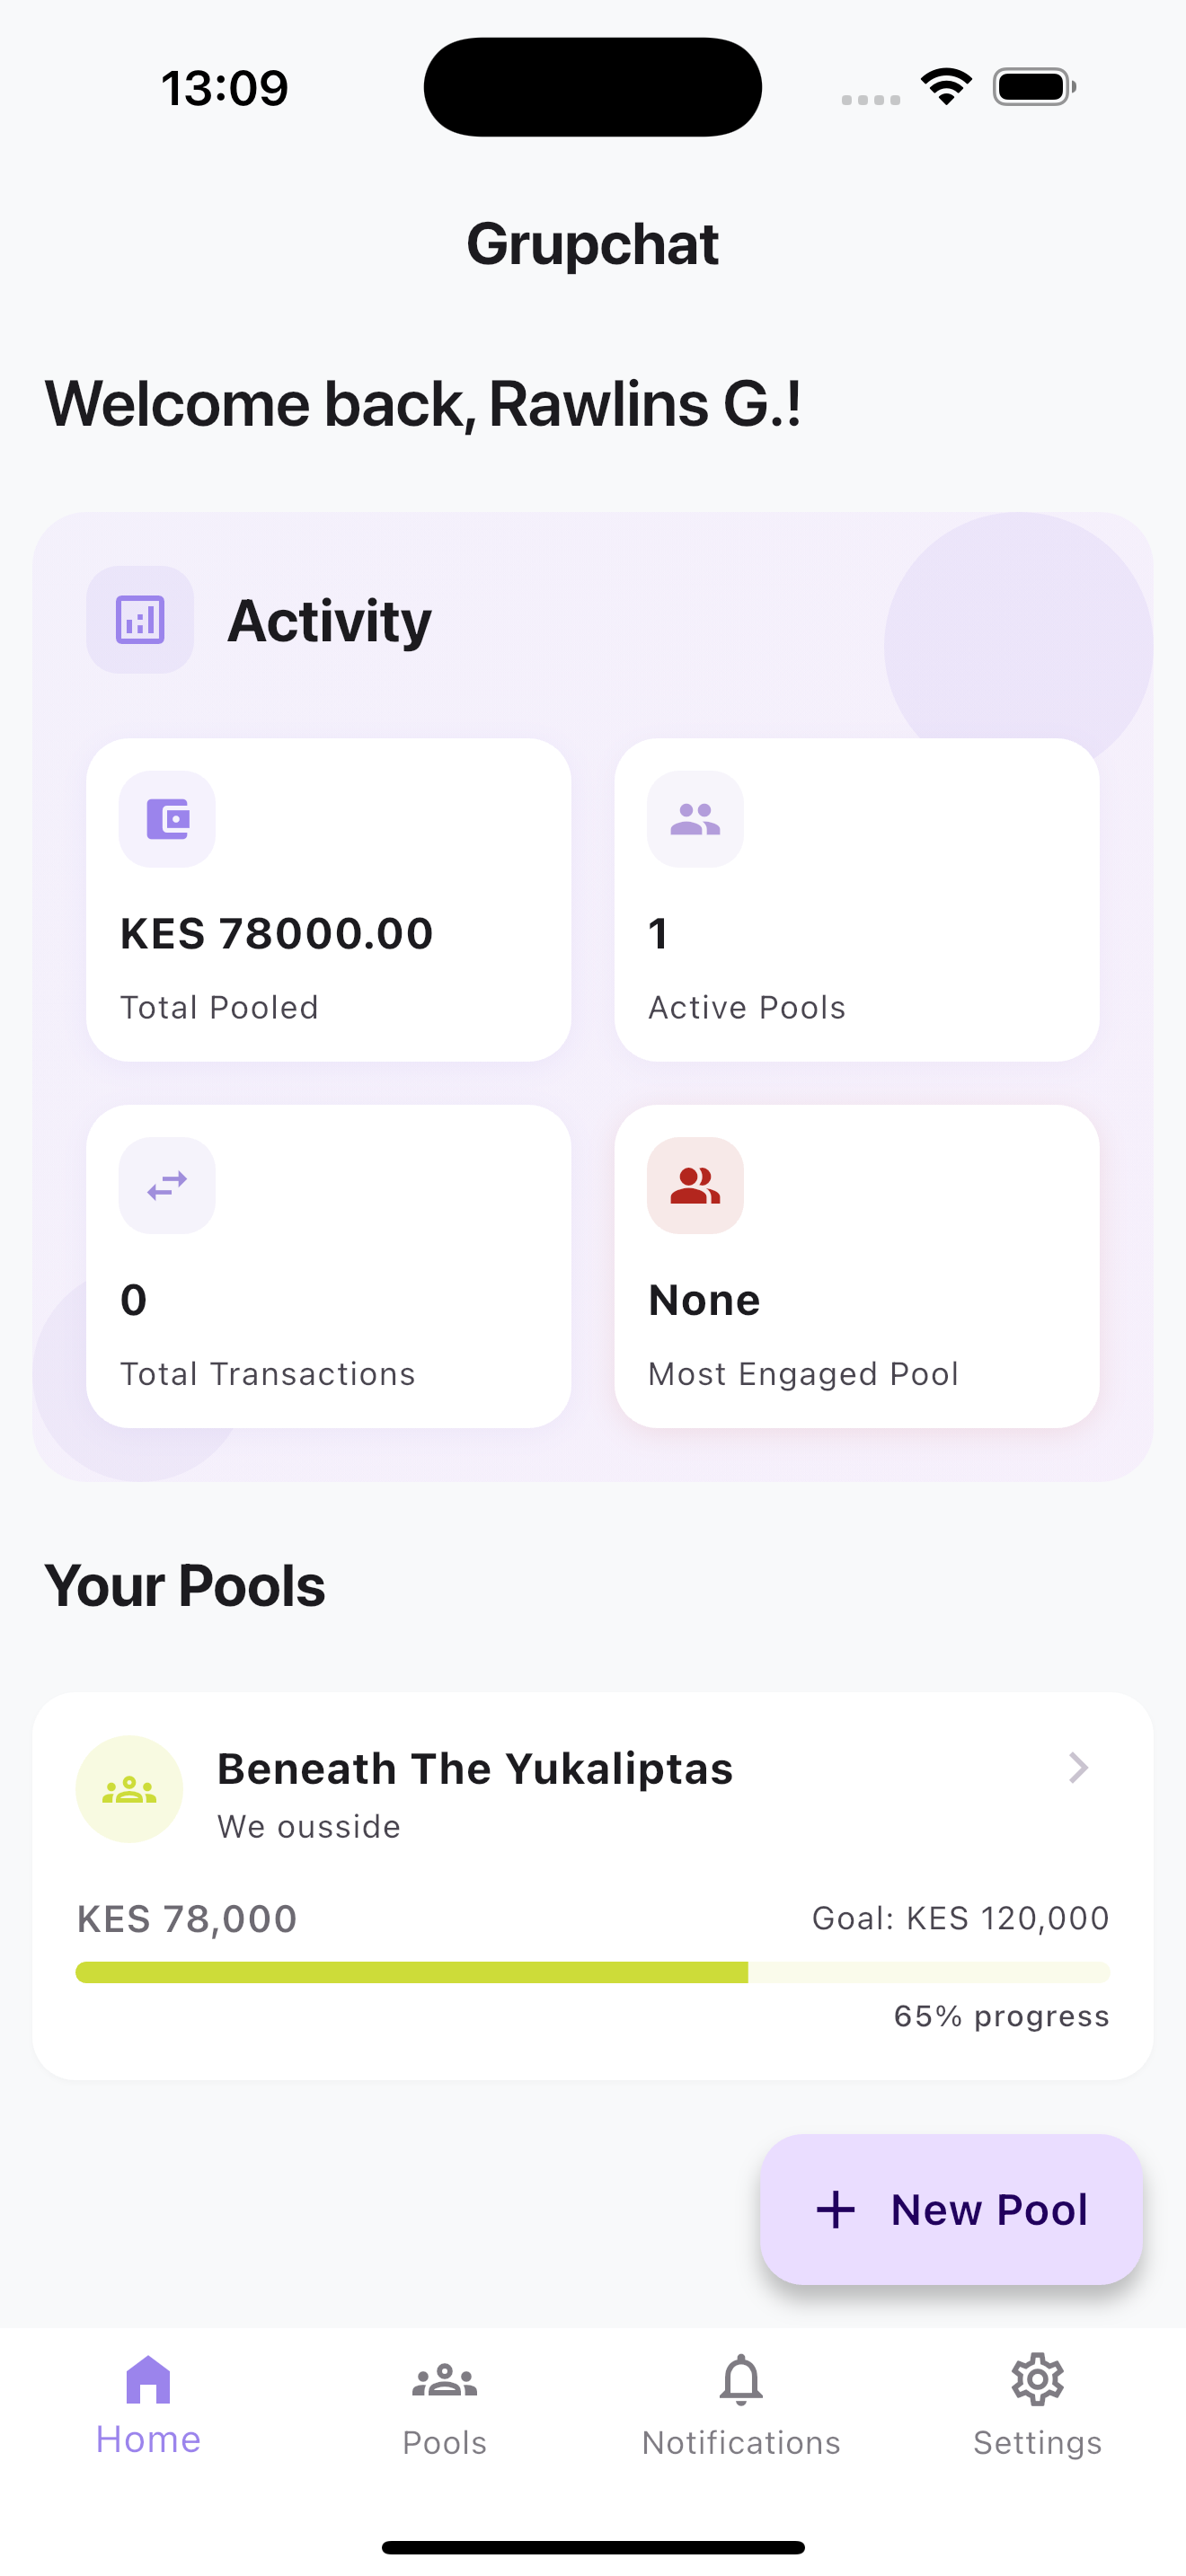 13:09
Grupchat
Welcome back, Rawlins G.!
Activity
KES 78000.00
Total Pooled
1
Active Pools
0
Total Transactions
None
Most Engaged Pool
Your Pools
Beneath The Yukaliptas
We ousside
KES 78,000
Goal: KES 120,000
65% progress
New Pool
Home
Pools
Notifications
Settings